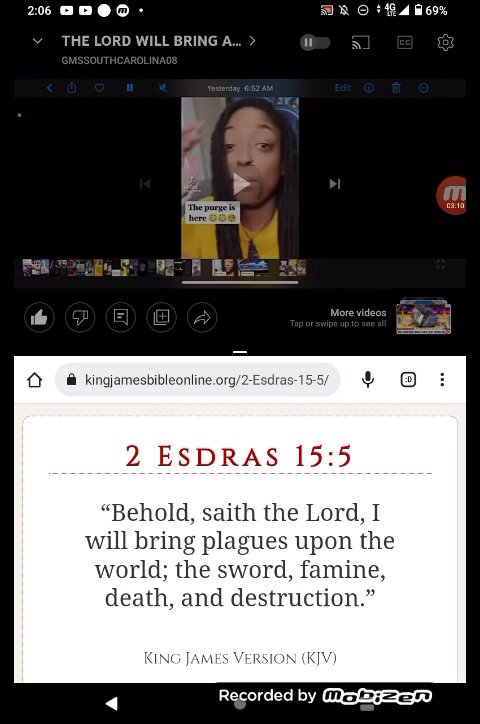 2:06
4G
LTE
69%
THE LORD WILL BRING A...
CC
GMSSOUTHCAROLINA08
Yesterday 6:52 AM
Edit
The purge is
here
03:10
More videos
Tap or swipe up to see all
kingjamesbibleonline.org/2-Esdras-15-5/
:D
2 ESDRAS 15:5
“Behold, saith the Lord, I
will bring plagues upon the
world; the sword, famine,
death, and destruction.”
KING JAMES VERSION (KJV)
Recorded by Mobizen